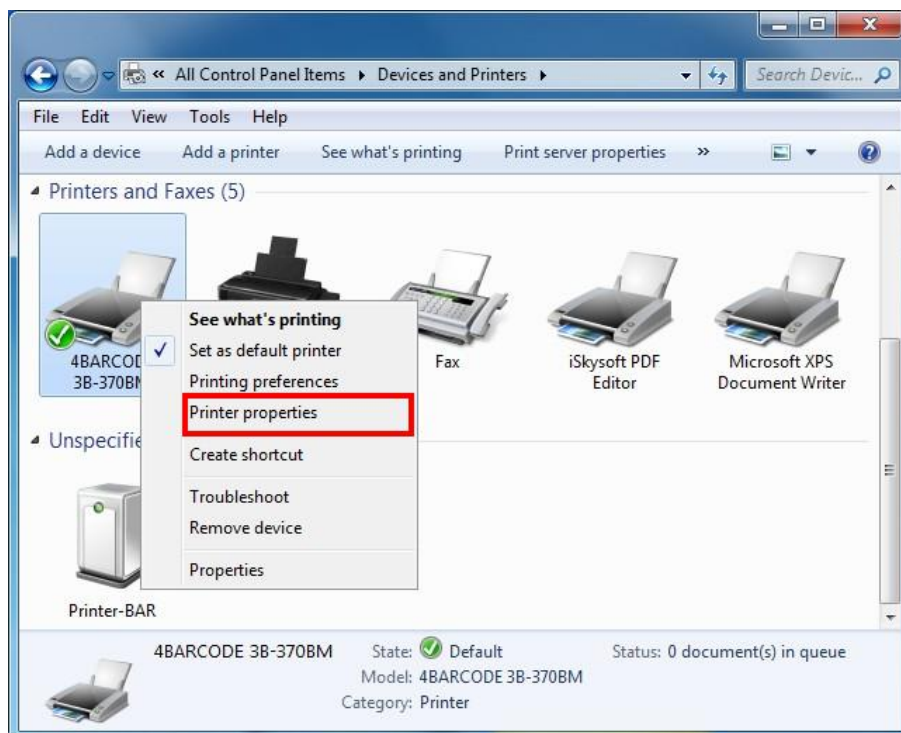 « All Control Panel Items ▸ Devices and Printers ▸ Search Devic...
File Edit View Tools Help
Add a device Add a printer See what's printing Print server properties »
Printers and Faxes (5)
See what's printing
Set as default printer
Printing preferences
Printer properties
Create shortcut
Troubleshoot
Remove device
Properties
Fax
iSkysoft PDF
Editor
Microsoft XPS
Document Writer
Printer-BAR
4BARCODE 3B-370BM State: Default Status: 0 document(s) in queue
Model: 4BARCODE 3B-370BM
Category: Printer